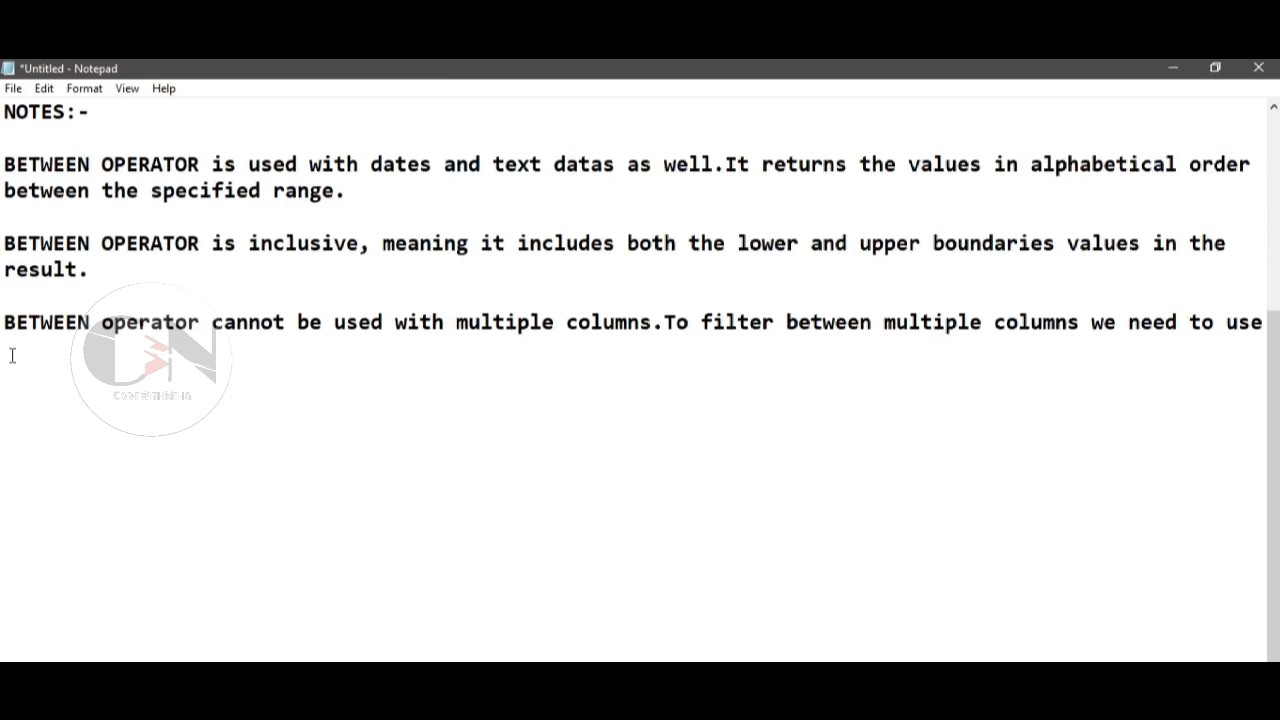 *Untitled - Notepad
File Edit Format View Help
NOTES:-
BETWEEN OPERATOR is used with dates and text datas as well.It returns the values in alphabetical order
between the specified range.
BETWEEN OPERATOR is inclusive, meaning it includes both the lower and upper boundaries values in the
result.
BETWEEN operator cannot be used with multiple columns.To filter between multiple columns we need to use